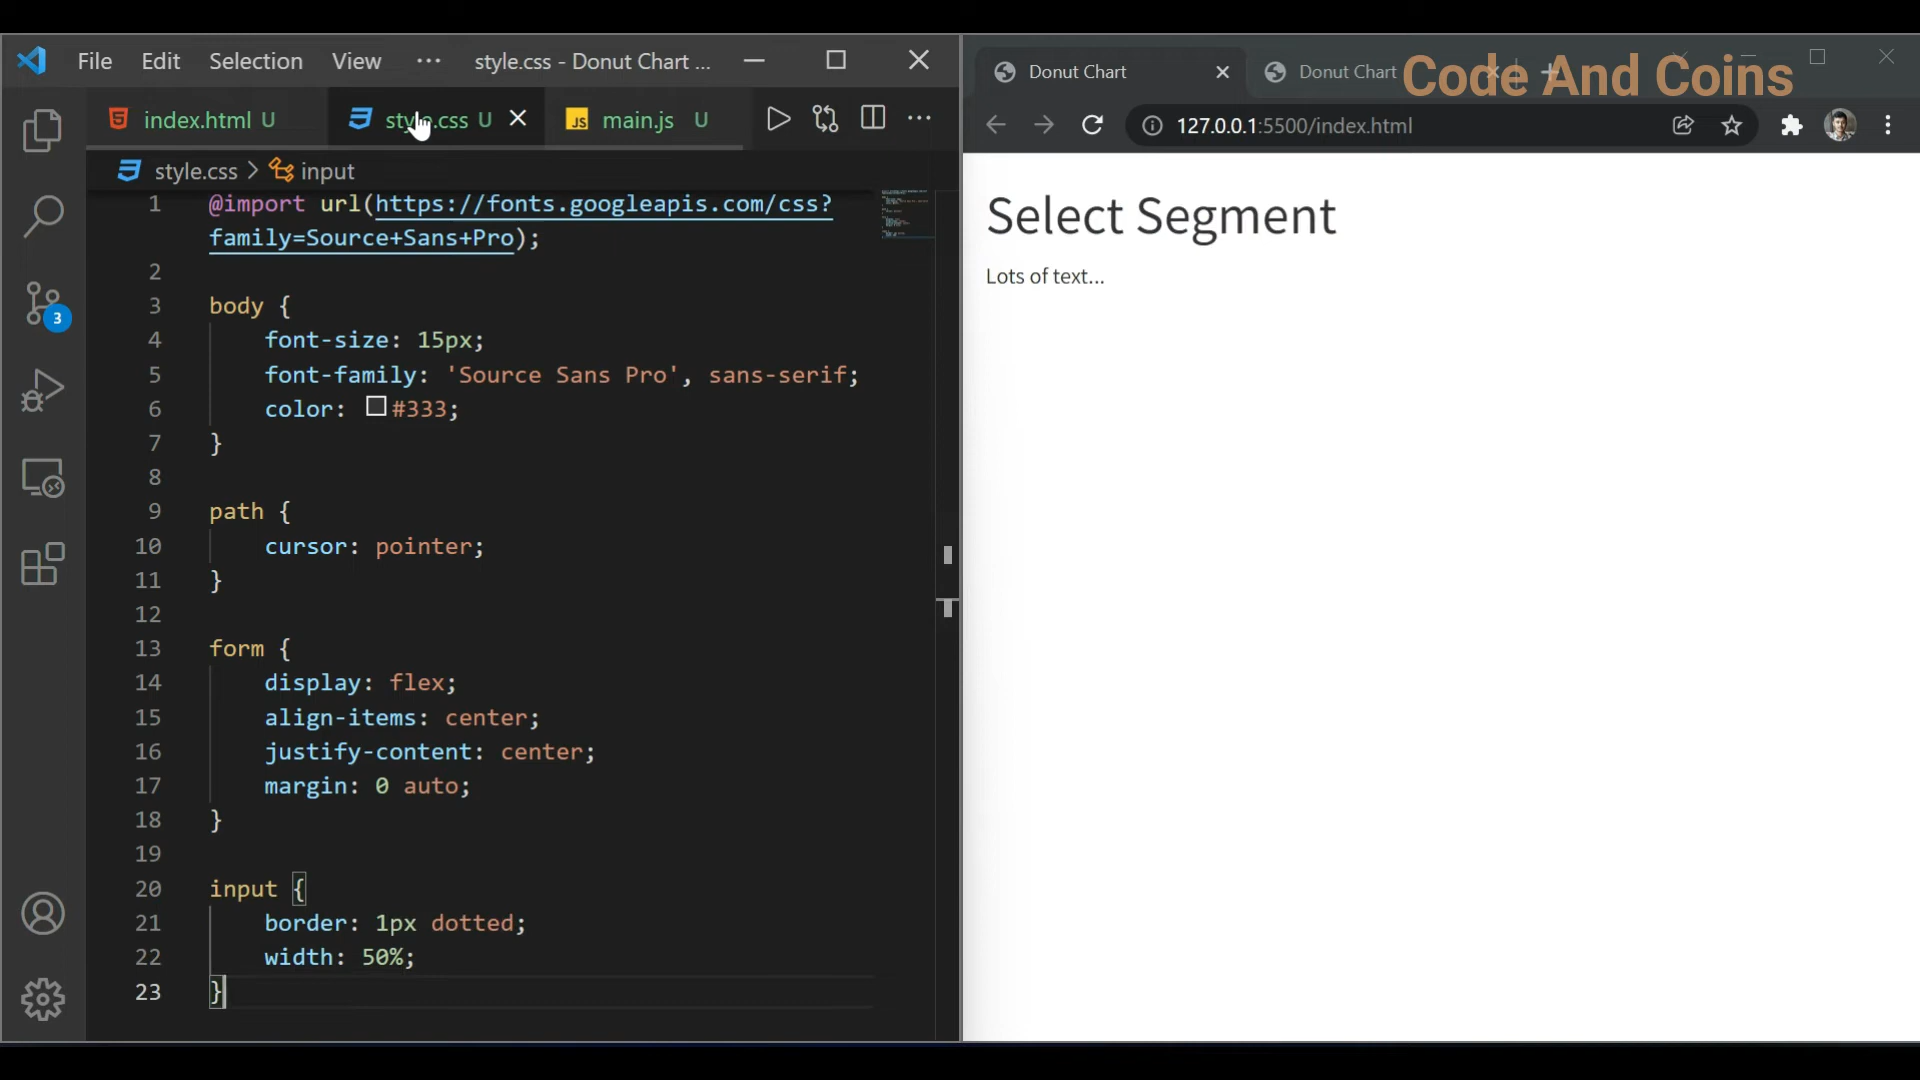 File Edit Selection View ··· style.css - Donut Chart ...
index.html U style.css U main.js U
style.css > input
1 @import url(https://fonts.googleapis.com/css?
family=Source+Sans+Pro);
2
3 body {
4 font-size: 15px;
5 font-family: 'Source Sans Pro', sans-serif;
6 color: #333;
7 }
8
9 path {
10 cursor: pointer;
11 }
12
13 form {
14 display: flex;
15 align-items: center;
16 justify-content: center;
17 margin: 0 auto;
18 }
19
20 input {
21 border: 1px dotted;
22 width: 50%;
23 }
3
Donut Chart Donut Chart
Code And Coins
127.0.0.1:5500/index.html
Select Segment
Lots of text...